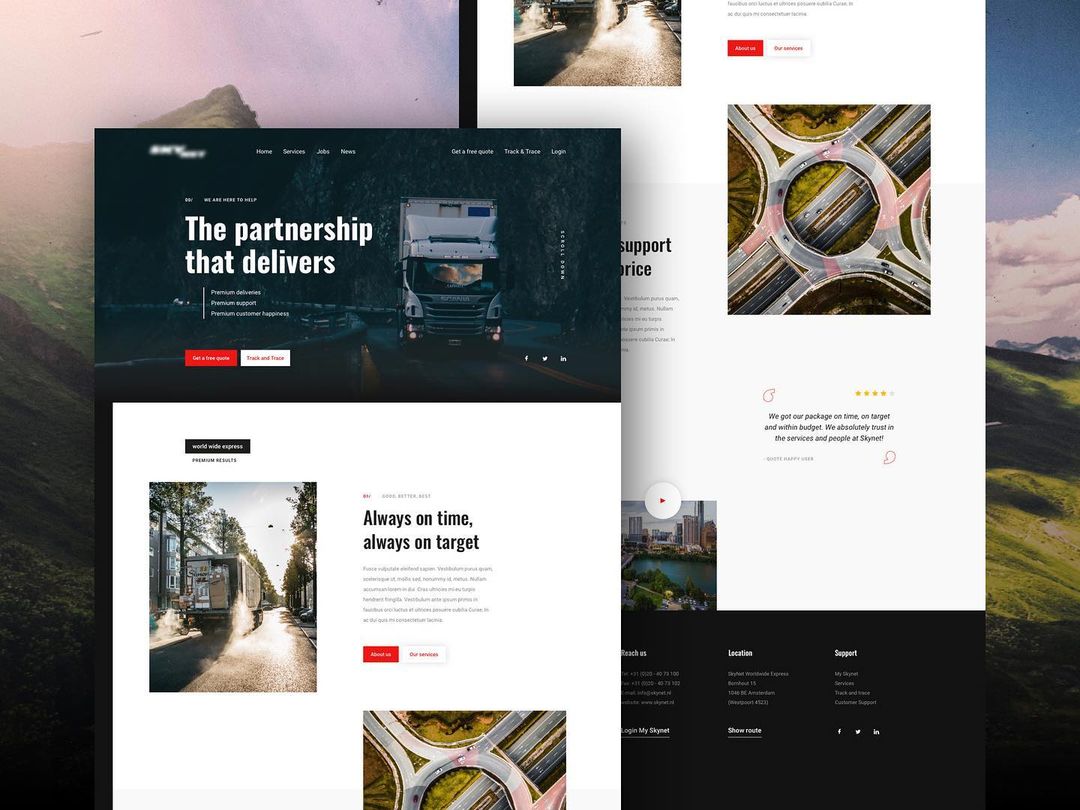 Home
Services
Jobs
News
Get a free quote
Track & Trace
Login
WE ARE HERE TO HELP
The partnership
that delivers
Premium deliveries
Premium support
Premium customer happiness
Get a free quote
Track and Trace
SCROLL DOWN
SCANIA
world wide express
PREMIUM RESULTS
GOOD, BETTER, BEST
Always on time,
always on target
Fusce vulputate eleifend sapien. Vestibulum purus quam,
scelerisque ut, mollis sed, nonummy id, metus. Nullam
accumsan lorem in dui. Cras ultricies mi eu turpis
hendrerit fringilla. Vestibulum ante ipsum primis in
faucibus orci luctus et ultrices posuere cubilia Curae; In
ac dui quis mi consectetuer lacinia.
About us
Our services
faucibus orci luctus et ultrices posuere cubilia Curae; In
ac dui quis mi consectetuer lacinia.
About us
Our services
support
price
Vestibulum purus quam,
my id, metus. Nullam
icies mi eu turpis
ante ipsum primis in
posuere cubilia Curae; In
We got our package on time, on target
and within budget. We absolutely trust in
the services and people at Skynet!
- QUOTE HAPPY USER
Reach us
Tel: +31 (0)20 - 40 73 100
Fax: +31 (0)20 - 40 73 102
E-mail: info@skynet.nl
website: www.skynet.nl
Login My Skynet
Location
SkyNet Worldwide Express
Bornhout 15
1046 BE Amsterdam
(Westpoort 4523)
Show route
Support
My Skynet
Services
Track and trace
Customer Support